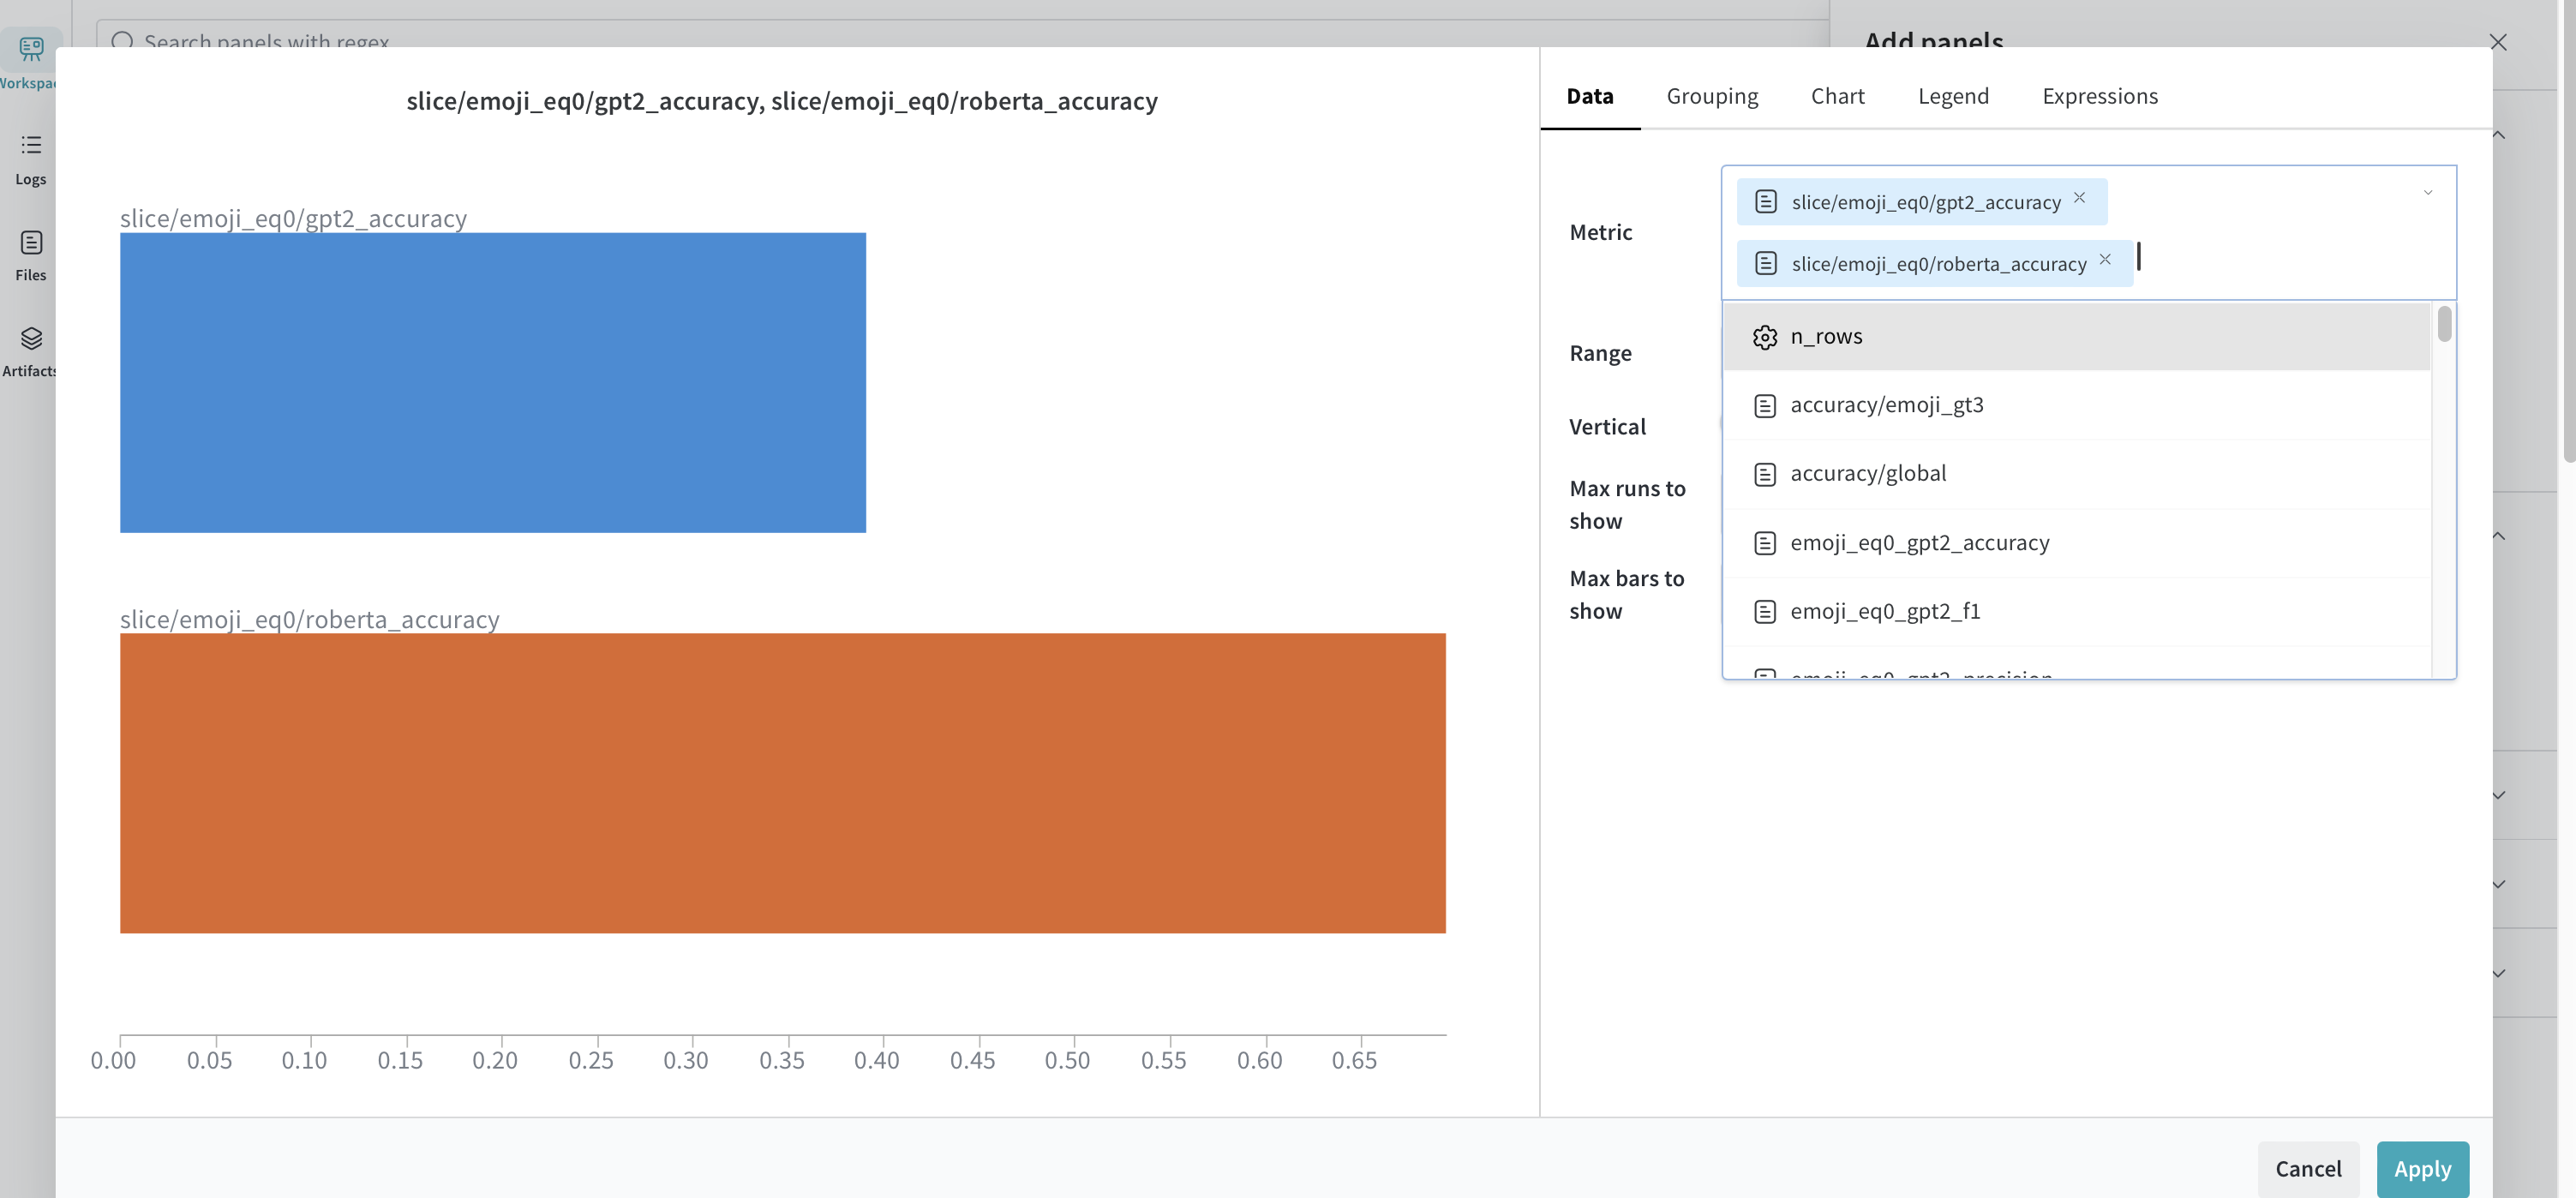 Search panels with regex
Add panels
Workspac
Logs
Files
Artifacts
slice/emoji_eq0/gpt2_accuracy, slice/emoji_eq0/roberta_accuracy
slice/emoji_eq0/gpt2_accuracy
slice/emoji_eq0/roberta_accuracy
0.00 0.05 0.10 0.15 0.20 0.25 0.30 0.35 0.40 0.45 0.50 0.55 0.60 0.65
Data Grouping Chart Legend Expressions
Metric
slice/emoji_eq0/gpt2_accuracy
slice/emoji_eq0/roberta_accuracy
n_rows
accuracy/emoji_gt3
accuracy/global
emoji_eq0_gpt2_accuracy
emoji_eq0_gpt2_f1
emoji_eq0_gpt2_precision
Range
Vertical
Max runs to
show
Max bars to
show
Cancel Apply